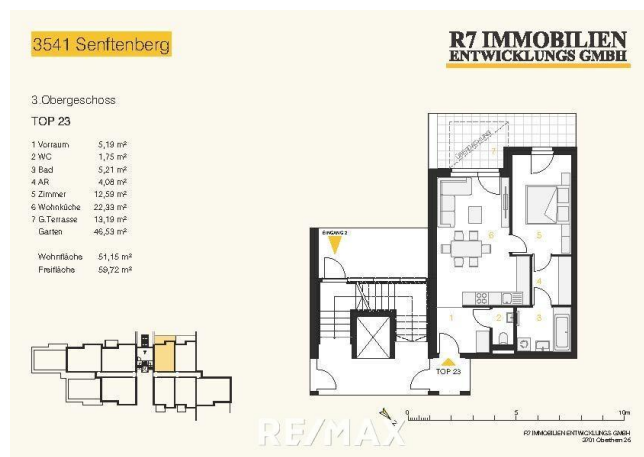 3541 Senftenberg
R7 IMMOBILIEN
ENTWICKLUNGS GMBH
3.Obergeschoss
TOP 23
1 Vorraum 5,19 m²
2 WC 1,75 m²
3 Bad 5,21 m²
4 AR 4,08 m²
5 Zimmer 12,59 m²
6 Wohnküche 22,33 m²
7 G.Terrasse 13,19 m²
Garten 46,53 m²
Wohnfläche 51,15 m²
Freifläche 59,72 m²
7
6
5
EINGANG 2
4
1
2
3
TOP 23
0 5 10m
RE/MAX
R7 IMMOBILIEN ENTWICKLUNGS GMBH